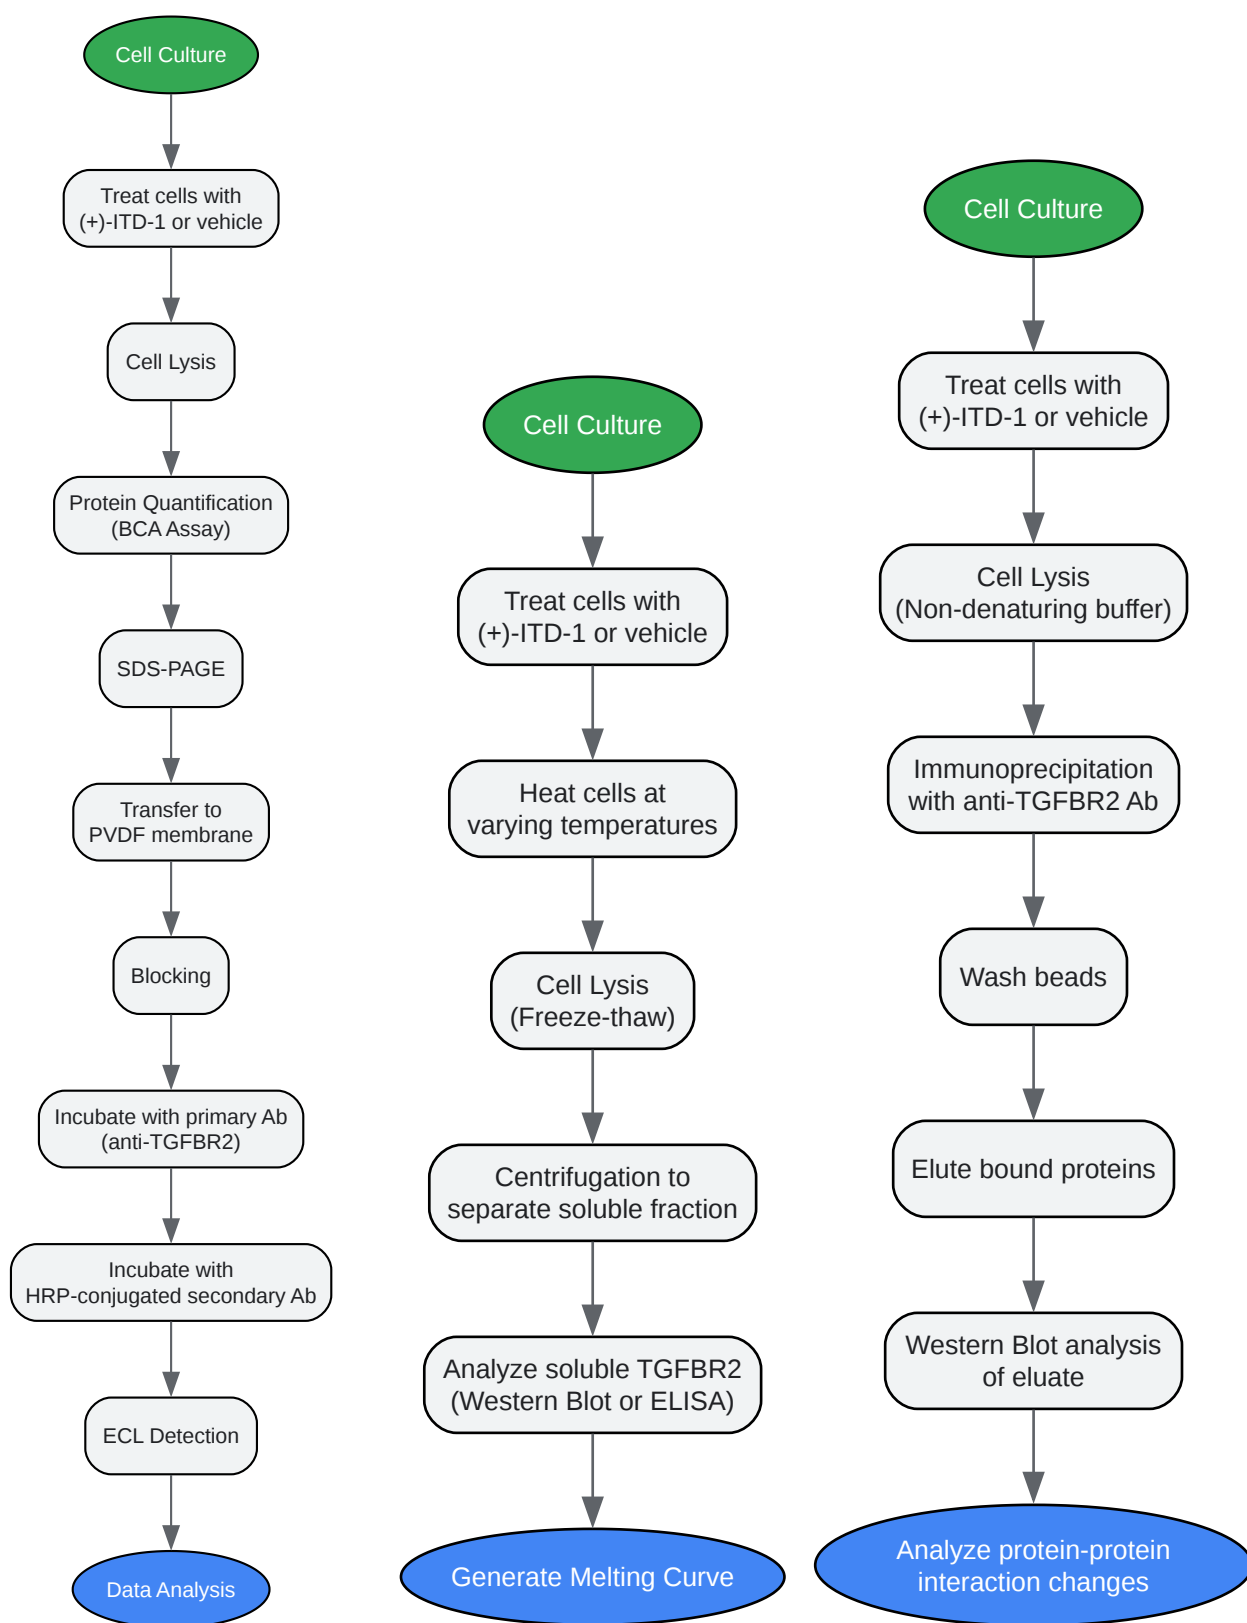 Cell Culture
Treat cells with
(+)-ITD-1 or vehicle
Cell Lysis
Protein Quantification
(BCA Assay)
SDS-PAGE
Transfer to
PVDF membrane
Blocking
Incubate with primary Ab
(anti-TGFBR2)
Incubate with
HRP-conjugated secondary Ab
ECL Detection
Data Analysis
Cell Culture
Treat cells with
(+)-ITD-1 or vehicle
Heat cells at
varying temperatures
Cell Lysis
(Freeze-thaw)
Centrifugation to
separate soluble fraction
Analyze soluble TGFBR2
(Western Blot or ELISA)
Generate Melting Curve
Cell Culture
Treat cells with
(+)-ITD-1 or vehicle
Cell Lysis
(Non-denaturing buffer)
Immunoprecipitation
with anti-TGFBR2 Ab
Wash beads
Elute bound proteins
Western Blot analysis
of eluate
Analyze protein-protein
interaction changes